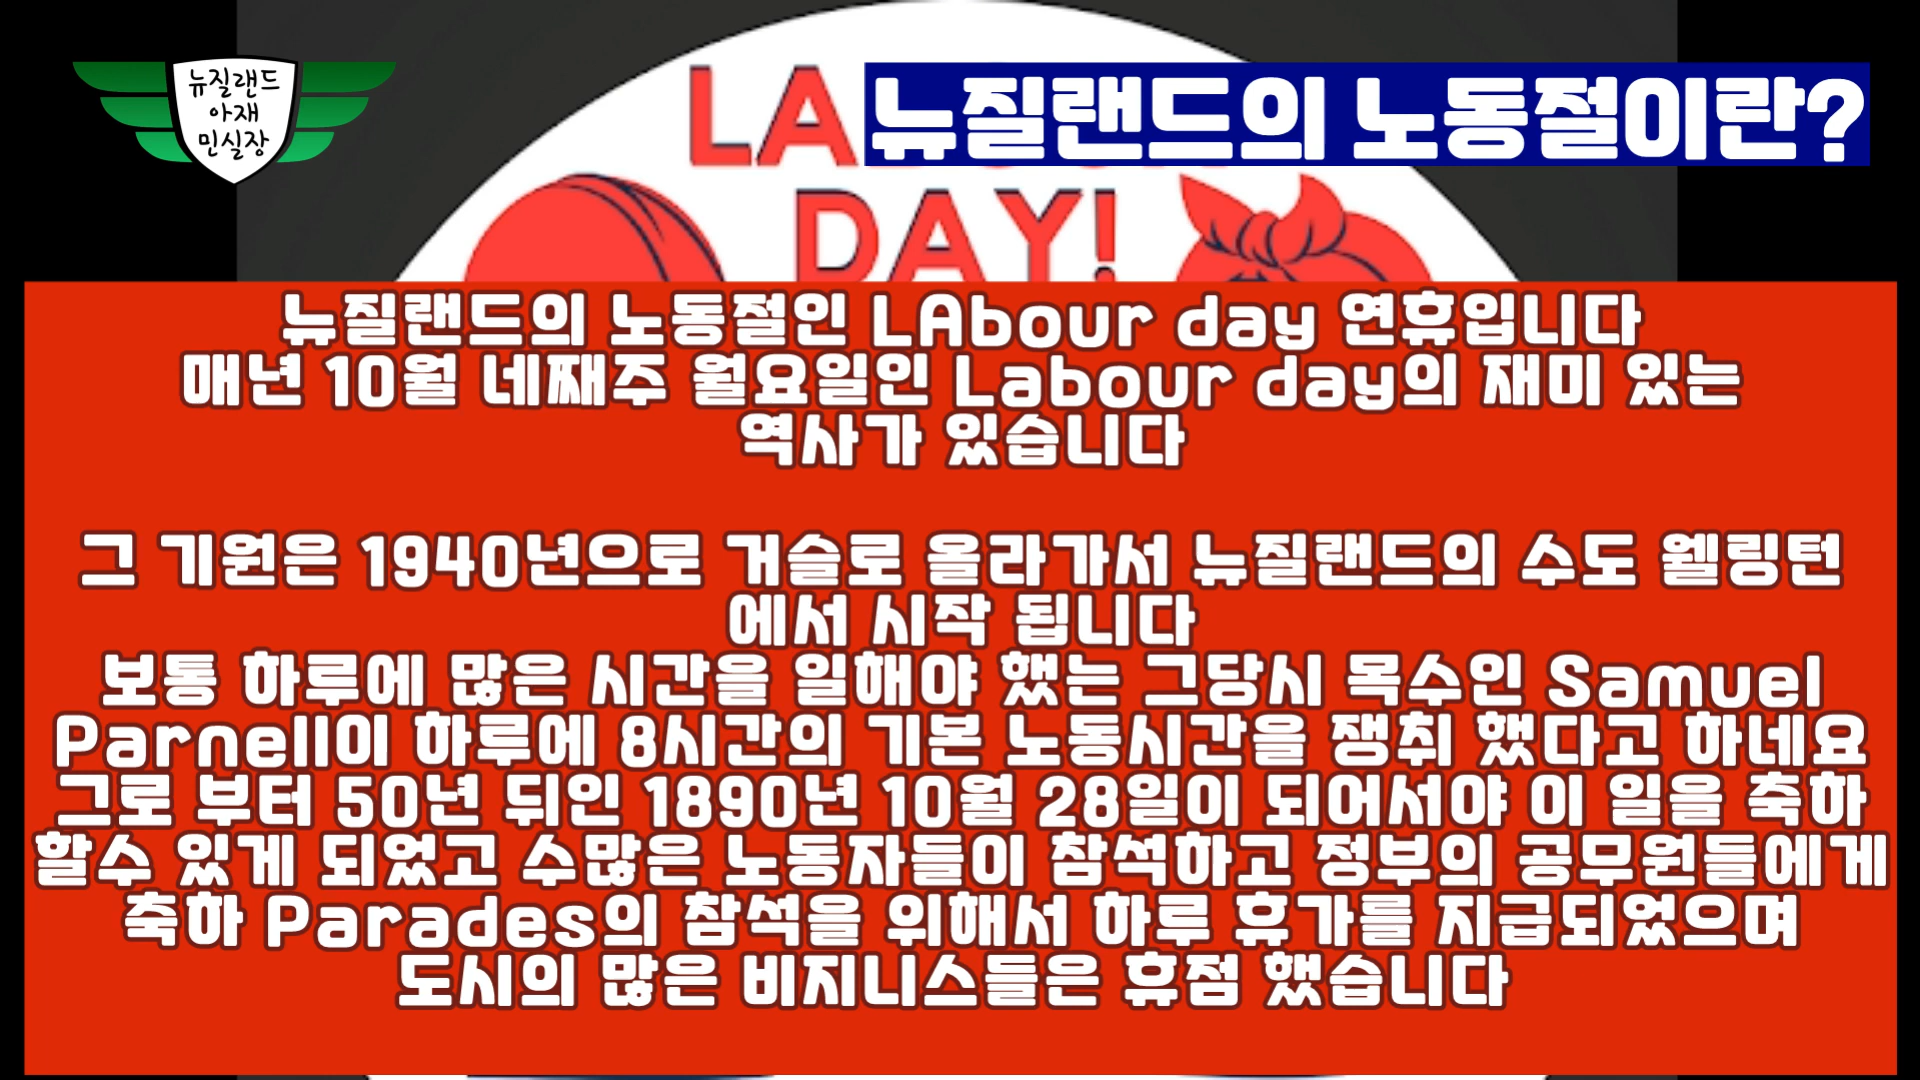 뉴질랜드
아재
민실장
LA
뉴질랜드의 노동절이란?
DAY!
뉴질랜드의 노동절인 LAbour day 연휴입니다
매년 10월 네째주 월요일인 Labour day의 재미 있는
역사가 있습니다
그 기원은 1940년으로 거슬로 올라가서 뉴질랜드의 수도 웰링턴
에서 시작 됩니다
보통 하루에 많은 시간을 일해야 했는 그당시 목수인 Samuel
Parnell이 하루에 8시간의 기본 노동시간을 쟁취 했다고 하네요
그로 부터 50년 뒤인 1890년 10월 28일이 되어서야 이 일을 축하
할수 있게 되었고 수많은 노동자들이 참석하고 정부의 공무원들에게
축하 Parades의 참석을 위해서 하루 휴가를 지급되었으며
도시의 많은 비지니스들은 휴점 했습니다